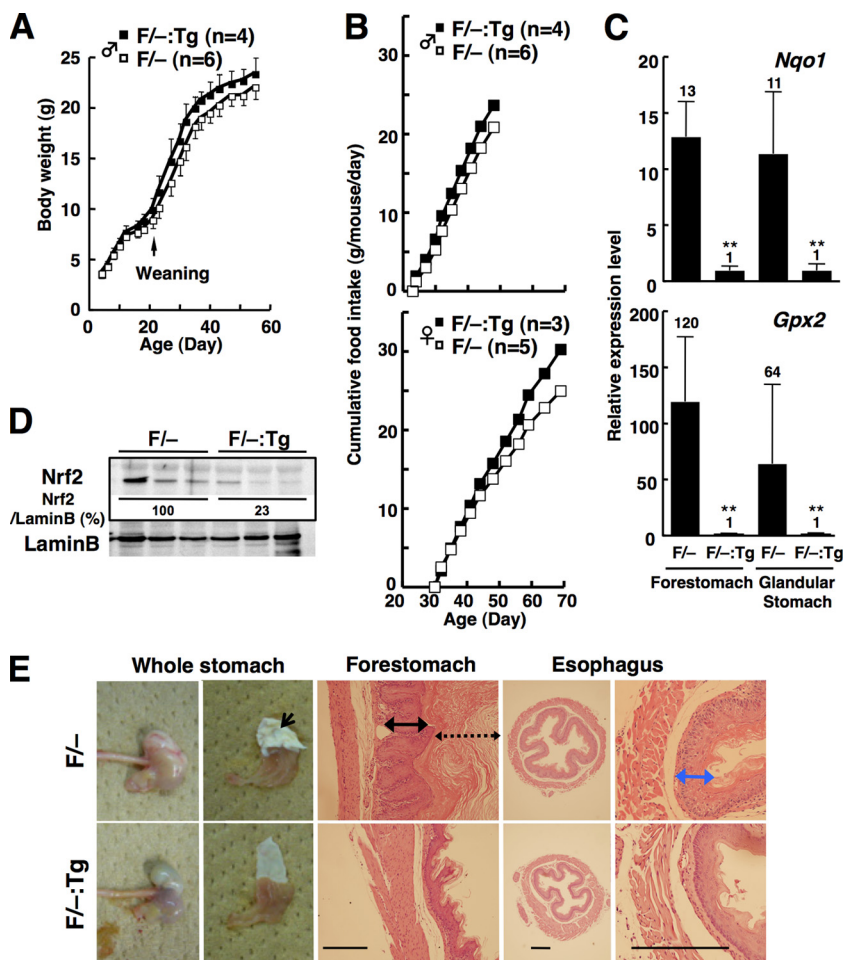 A
♂ ■ F/–:Tg (n=4)
□ F/– (n=6)
Body weight (g)
25
20
15
10
5
0
Weaning
0 20 40 60
Age (Day)
B
♂ ■ F/–:Tg (n=4)
□ F/– (n=6)
30
20
10
0
♀ ■ F/–:Tg (n=3)
□ F/– (n=5)
30
20
10
0
20 30 40 50 60 70
Age (Day)
Cumulative food intake (g/mouse/day)
C
Nqo1
20
15
10
5
0
13
**
1
11
**
1
Gpx2
200
150
100
50
0
120
**
1
64
**
1
Relative expression level
F/– F/–:Tg F/– F/–:Tg
Forestomach Glandular
Stomach
D
F/– F/–:Tg
Nrf2
Nrf2
/LaminB (%) 100 23
LaminB
E
Whole stomach Forestomach Esophagus
F/–
F/–:Tg